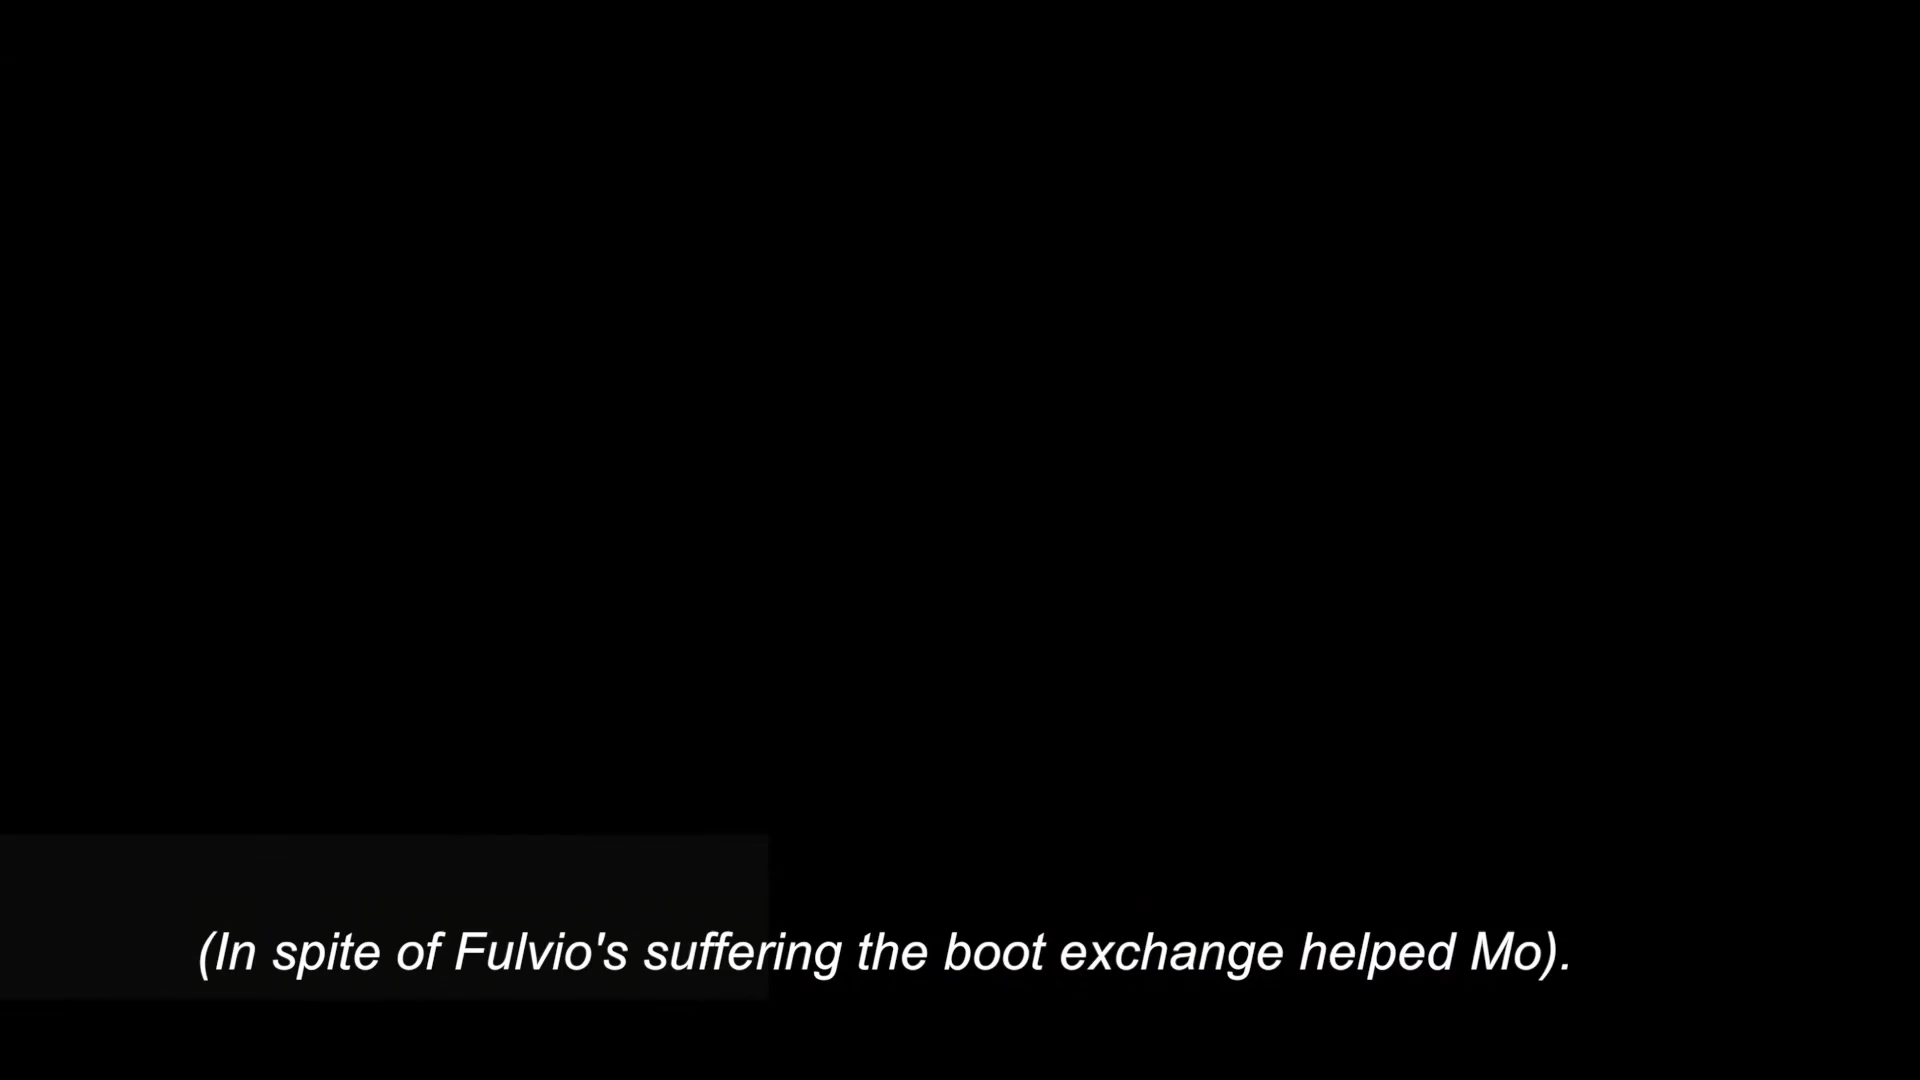 (In spite of Fulvio's suffering the boot exchange helped Mo).